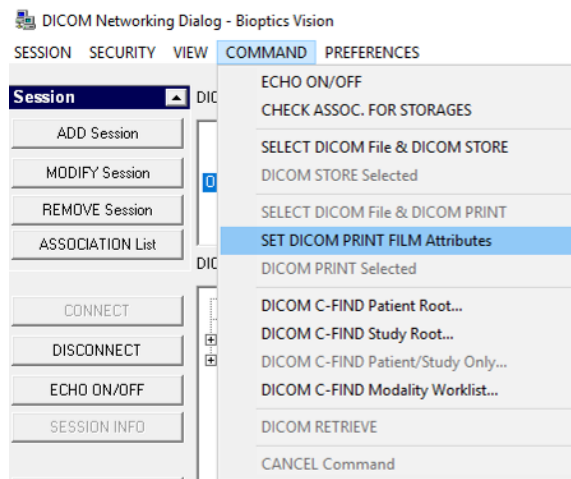 DICOM Networking Dialog - Bioptics Vision
SESSION SECURITY VIEW COMMAND PREFERENCES
Session
ADD Session
MODIFY Session
REMOVE Session
ASSOCIATION List
CONNECT
DISCONNECT
ECHO ON/OFF
SESSION INFO
ECHO ON/OFF
CHECK ASSOC. FOR STORAGES
SELECT DICOM File & DICOM STORE
DICOM STORE Selected
SELECT DICOM File & DICOM PRINT
SET DICOM PRINT FILM Attributes
DICOM PRINT Selected
DICOM C-FIND Patient Root...
DICOM C-FIND Study Root...
DICOM C-FIND Patient/Study Only...
DICOM C-FIND Modality Worklist...
DICOM RETRIEVE
CANCEL Command